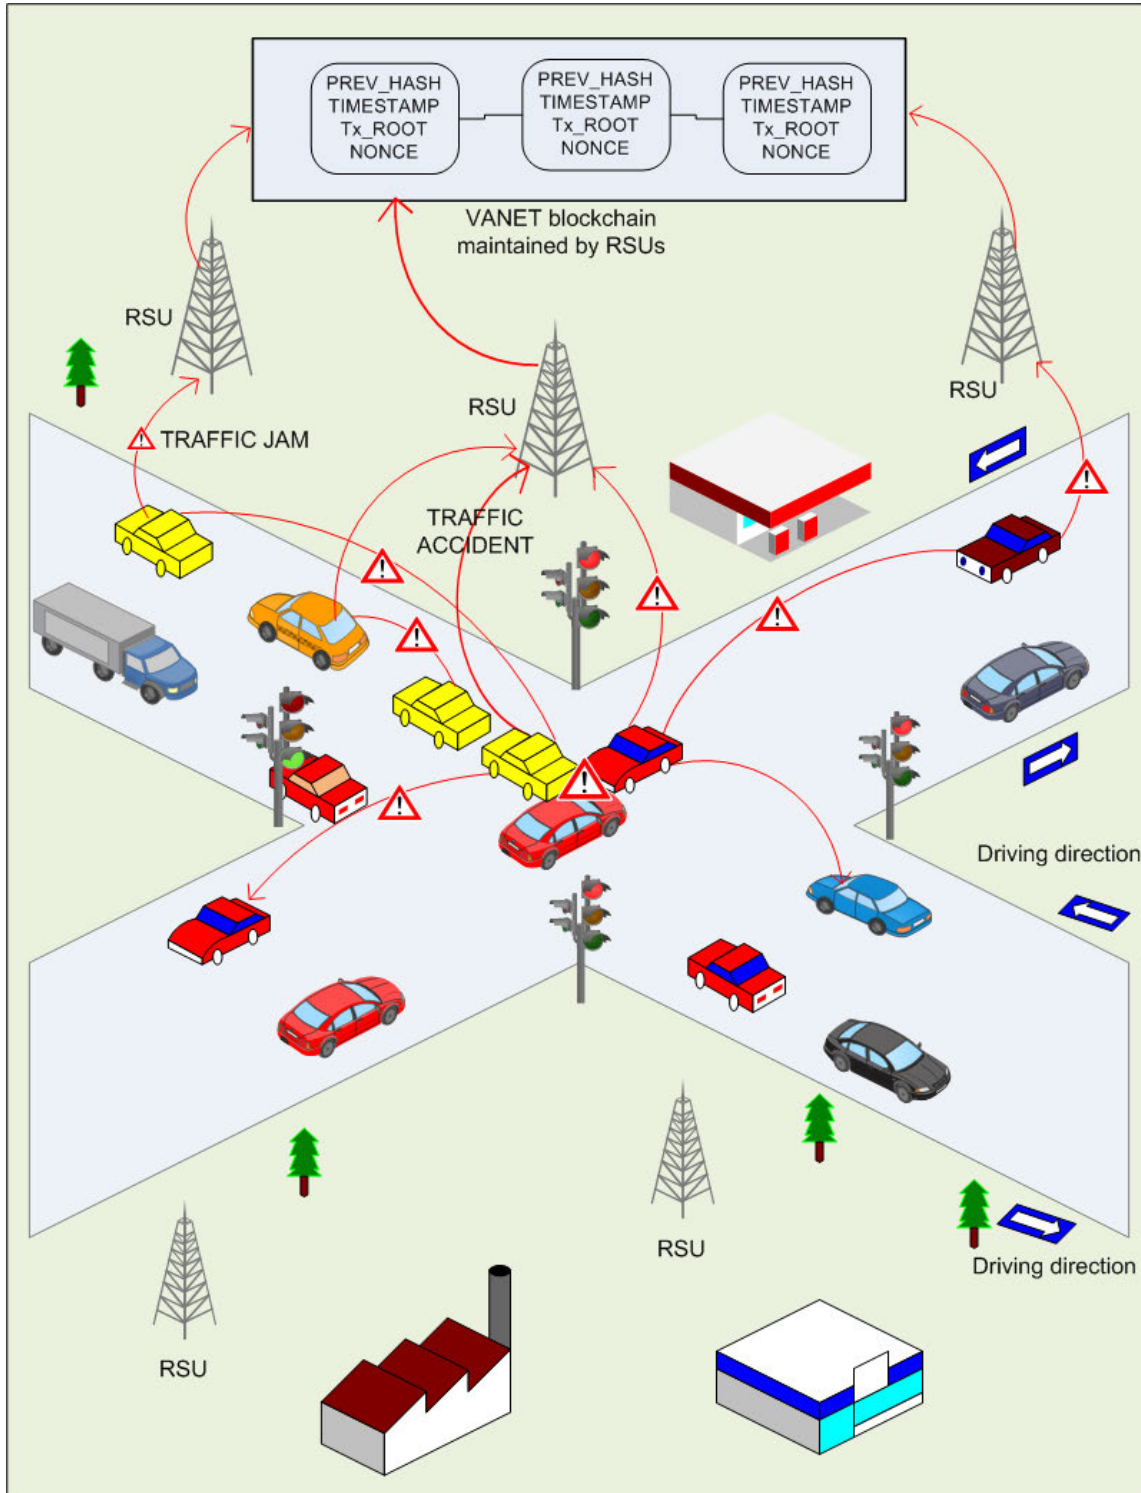 PREV_HASH
TIMESTAMP
Tx_ROOT
NONCE
PREV_HASH
TIMESTAMP
Tx_ROOT
NONCE
PREV_HASH
TIMESTAMP
Tx_ROOT
NONCE
VANET blockchain
maintained by RSUs
RSU
RSU
RSU
TRAFFIC JAM
TRAFFIC
ACCIDENT
Driving direction
RSU
Driving direction
RSU